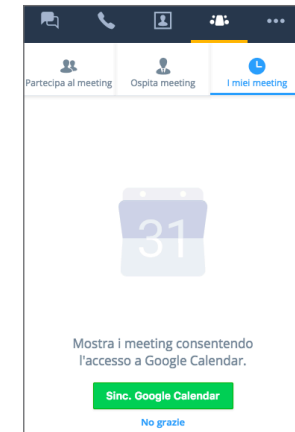 Partecipa al meeting
Ospita meeting
I miei meeting
31
Mostra i meeting consentendo
l'accesso a Google Calendar.
Sinc. Google Calendar
No grazie